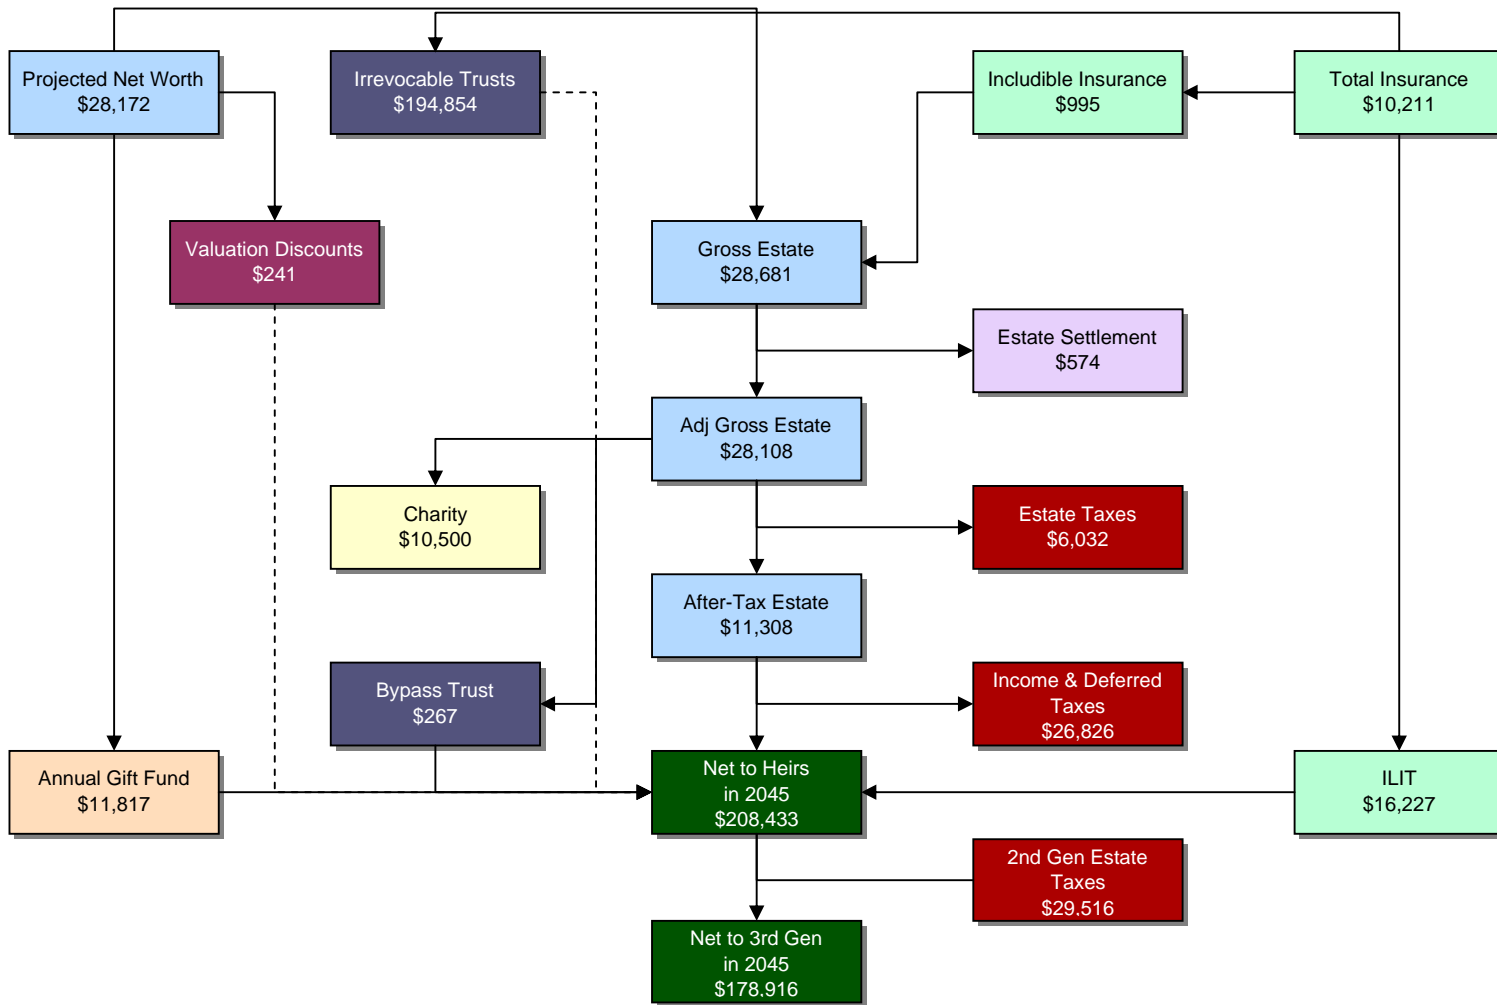 Projected Net Worth
$28,172
Irrevocable Trusts
$194,854
Includible Insurance
$995
Total Insurance
$10,211
Valuation Discounts
$241
Gross Estate
$28,681
Estate Settlement
$574
Adj Gross Estate
$28,108
Charity
$10,500
Estate Taxes
$6,032
After-Tax Estate
$11,308
Bypass Trust
$267
Income & Deferred
Taxes
$26,826
Annual Gift Fund
$11,817
Net to Heirs
in 2045
$208,433
ILIT
$16,227
2nd Gen Estate
Taxes
$29,516
Net to 3rd Gen
in 2045
$178,916